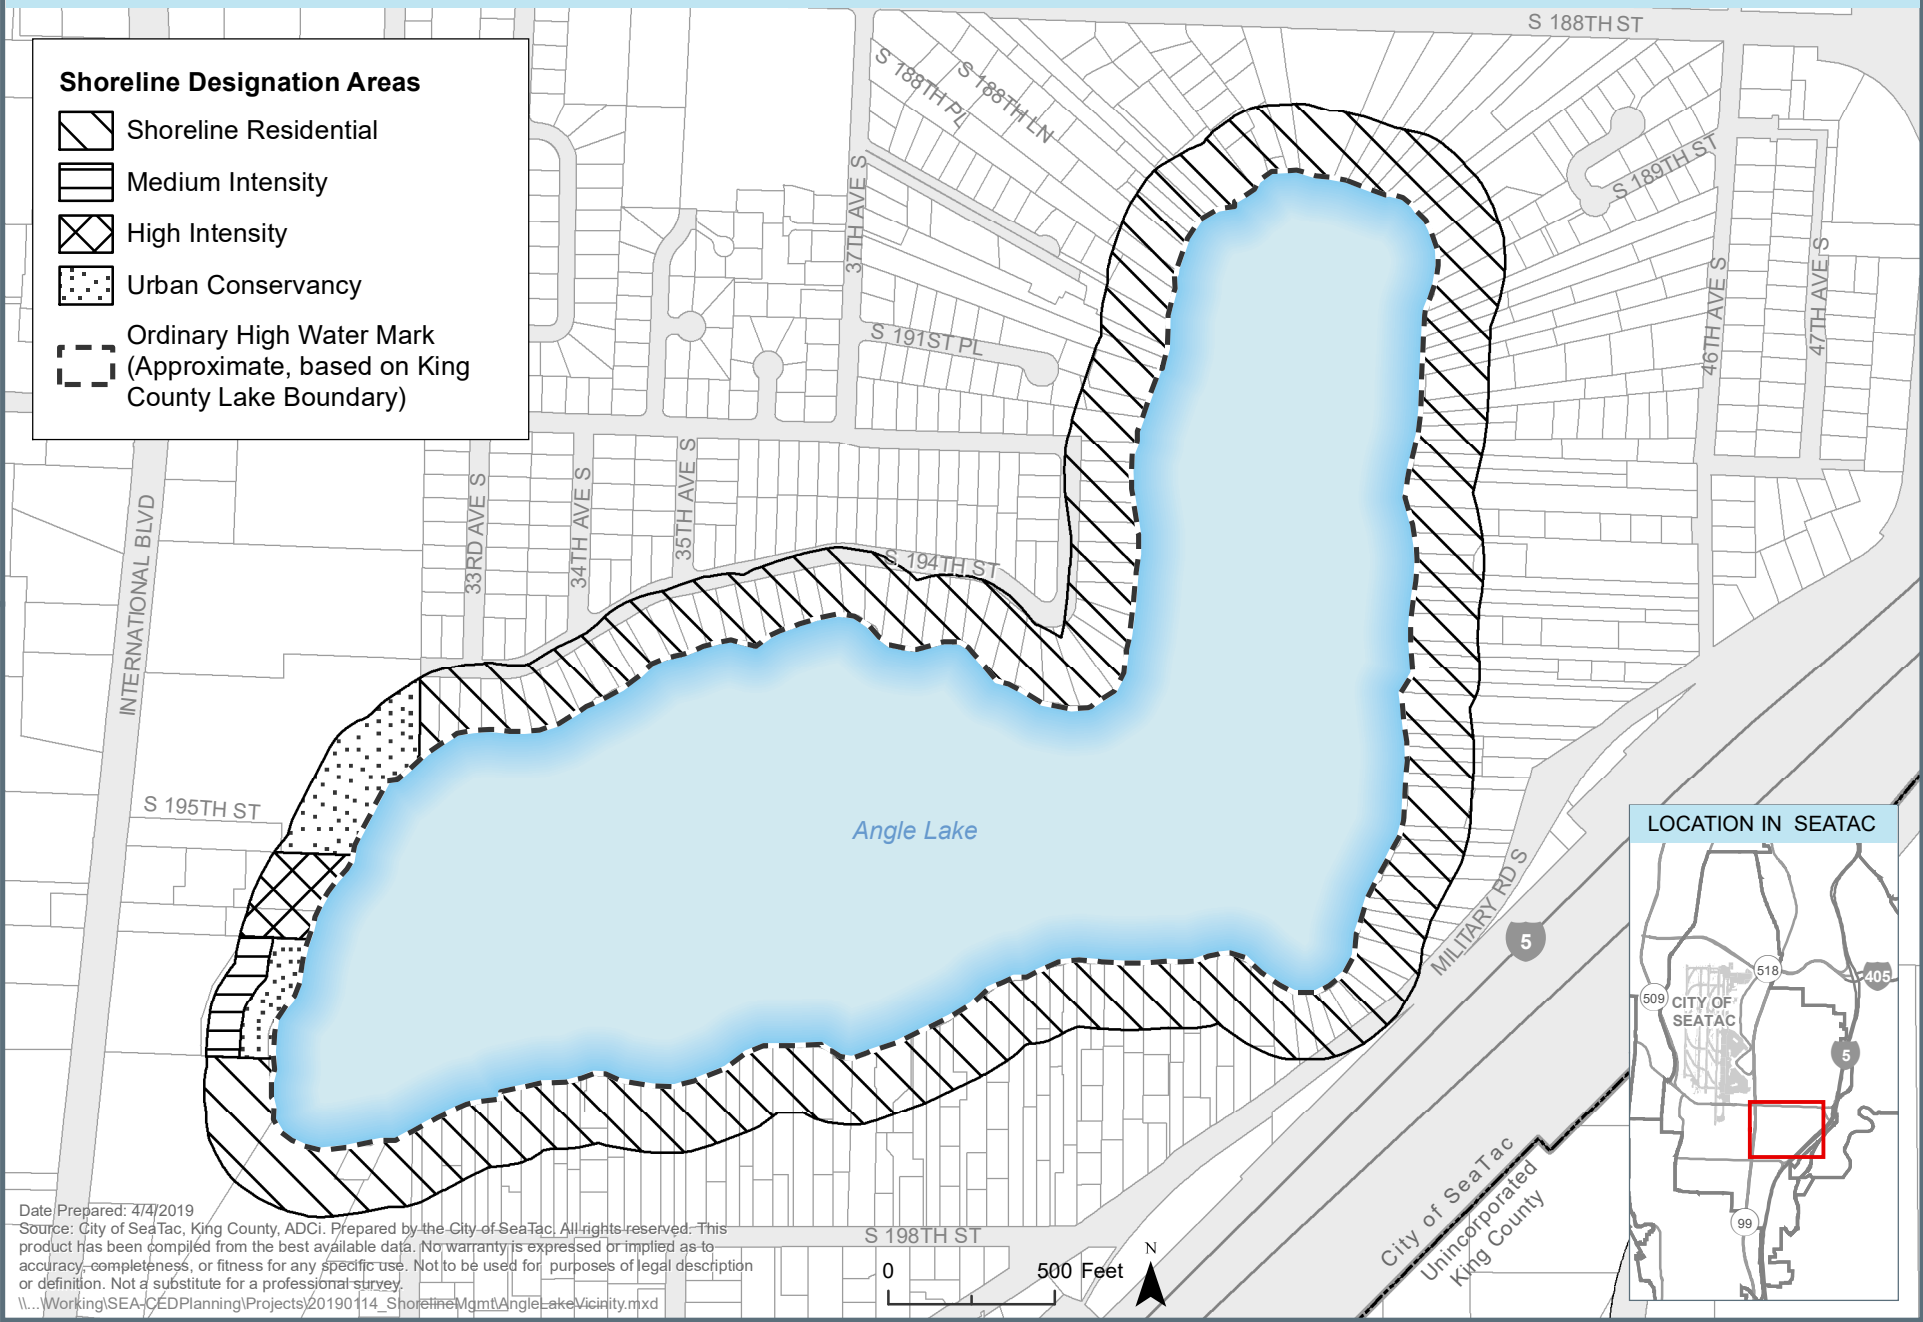 Shoreline Designation Areas
Shoreline Residential
Medium Intensity
High Intensity
Urban Conservancy
Ordinary High Water Mark
(Approximate, based on King
County Lake Boundary)
S 188TH ST
S 188TH PL
S 188TH LN
S 189TH ST
37TH AVE S
46TH AVE S
47TH AVE S
S 191ST PL
INTERNATIONAL BLVD
33RD AVE S
34TH AVE S
35TH AVE S
S 194TH ST
S 195TH ST
Angle Lake
MILITARY RD S
5
S 198TH ST
City of SeaTac
Unincorporated
King County
LOCATION IN SEATAC
518
405
509
CITY OF
SEATAC
5
99
Date Prepared: 4/4/2019
Source: City of SeaTac, King County, ADCi. Prepared by the City of SeaTac. All rights reserved. This
product has been compiled from the best available data. No warranty is expressed or implied as to
accuracy, completeness, or fitness for any specific use. Not to be used for purposes of legal description
or definition. Not a substitute for a professional survey.
\\...\Working\SEA-CEDPlanning\Projects\20190114_ShorelineMgmt\AngleLakeVicinity.mxd
0 500 Feet
N